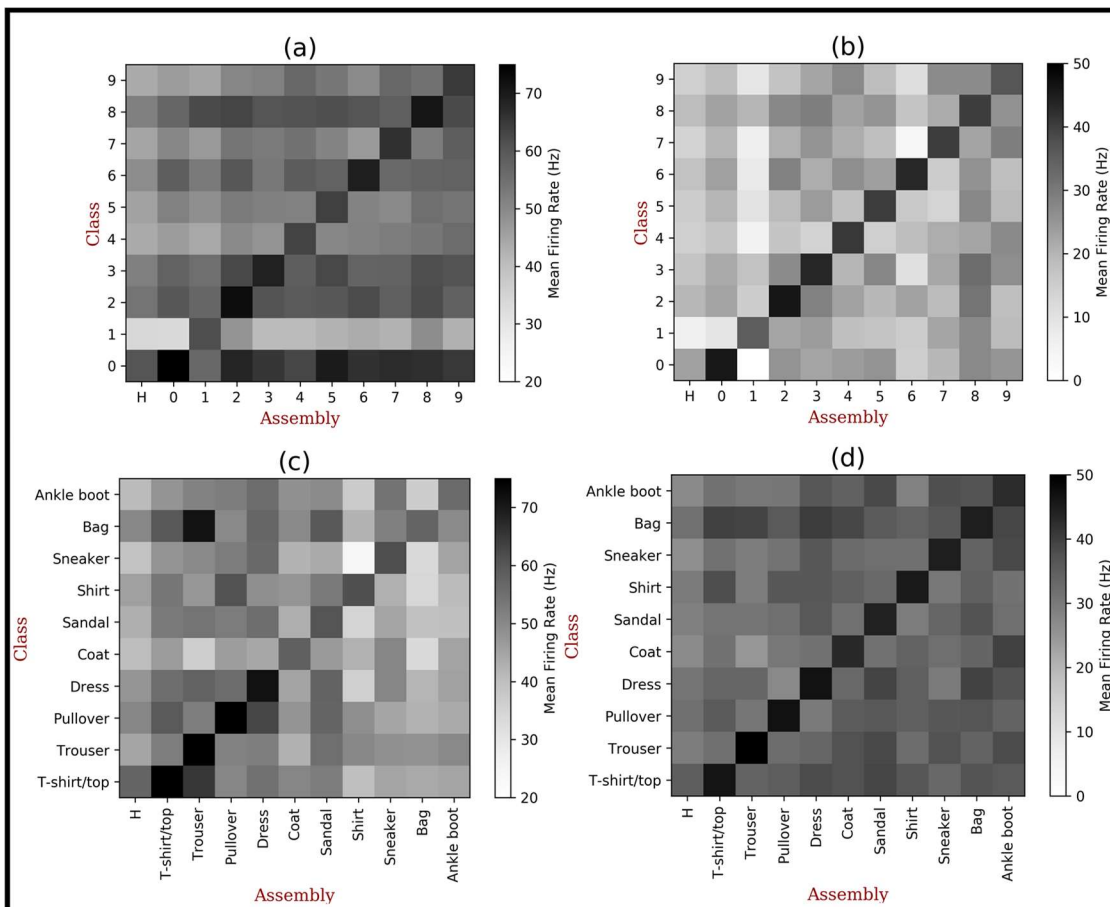 (a)
9
8
7
6
5
4
3
2
1
0
Class
H 0 1 2 3 4 5 6 7 8 9
Assembly
70
60
50
40
30
20
Mean Firing Rate (Hz)
(b)
9
8
7
6
5
4
3
2
1
0
Class
H 0 1 2 3 4 5 6 7 8 9
Assembly
50
40
30
20
10
0
Mean Firing Rate (Hz)
(c)
Ankle boot
Bag
Sneaker
Shirt
Sandal
Coat
Dress
Pullover
Trouser
T-shirt/top
Class
H
T-shirt/top
Trouser
Pullover
Dress
Coat
Sandal
Shirt
Sneaker
Bag
Ankle boot
Assembly
70
60
50
40
30
20
Mean Firing Rate (Hz)
(d)
Ankle boot
Bag
Sneaker
Shirt
Sandal
Coat
Dress
Pullover
Trouser
T-shirt/top
Class
H
T-shirt/top
Trouser
Pullover
Dress
Coat
Sandal
Shirt
Sneaker
Bag
Ankle boot
Assembly
50
40
30
20
10
0
Mean Firing Rate (Hz)